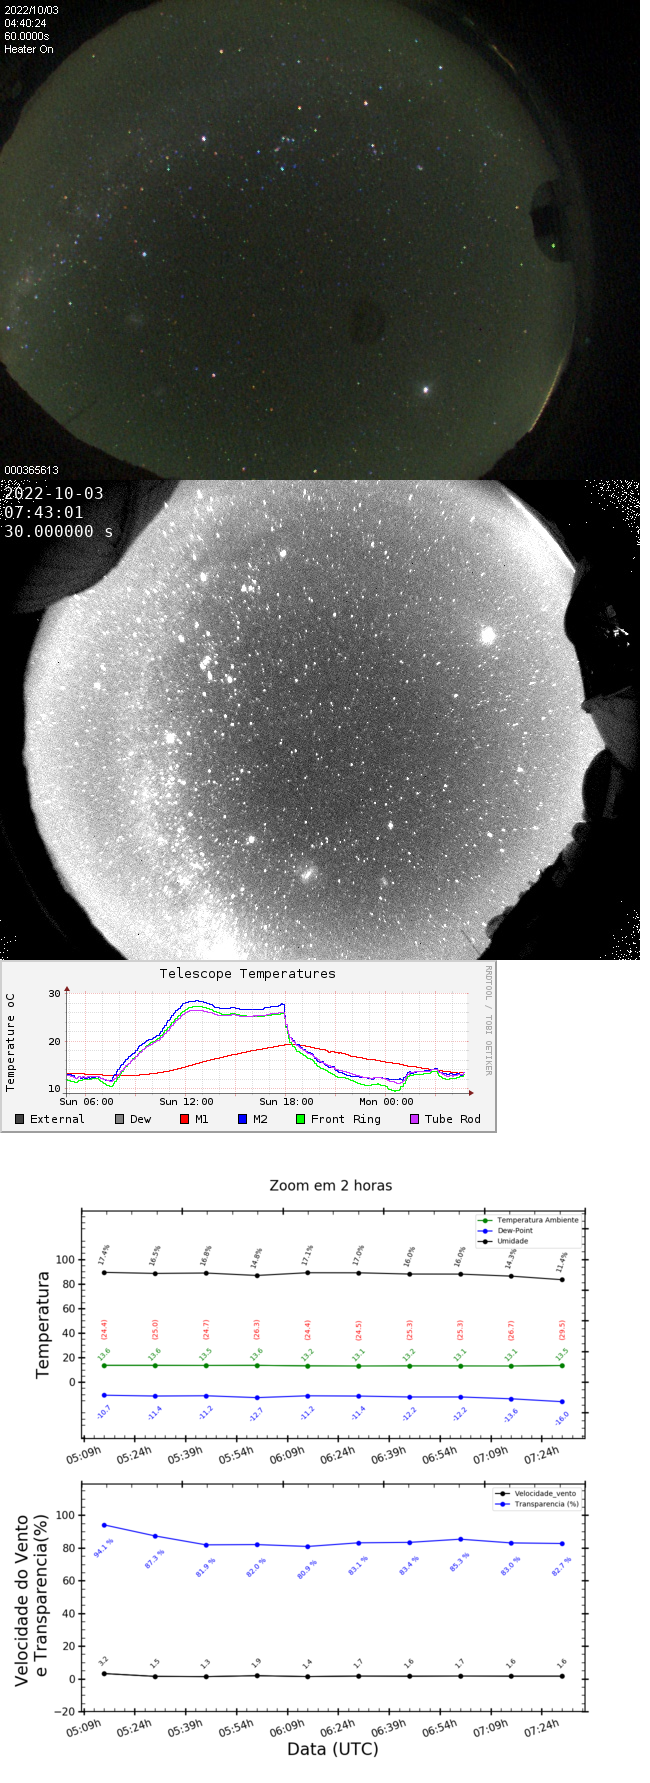 2022/10/03
04:40:24
60.0000s
Heater On
000365613
2022-10-03
07:43:01
30.000000 s
Telescope Temperatures
RRDTOOL / TOBI OETIKER
Temperature oC
30
20
10
Sun 06:00 Sun 12:00 Sun 18:00 Mon 00:00
External Dew M1 M2 Front Ring Tube Rod
Zoom em 2 horas
Temperatura Ambiente
Dew-Point
Umidade
Temperatura
100
80
60
40
20
0
17.4% 16.5% 16.8% 14.8% 17.1% 17.0% 16.0% 16.0% 14.3% 11.4%
(24.4) (25.0) (24.7) (26.3) (24.4) (24.5) (25.3) (25.3) (26.7) (29.5)
13.6 13.6 13.5 13.6 13.2 13.1 13.2 13.1 13.1 13.5
-10.7 -11.4 -11.2 -12.7 -11.2 -11.4 -12.2 -12.2 -13.6 -16.0
05:09h 05:24h 05:39h 05:54h 06:09h 06:24h 06:39h 06:54h 07:09h 07:24h
Velocidade_vento
Transparencia (%)
Velocidade do Vento
e Transparencia(%)
100
80
60
40
20
0
−20
94.1 % 87.3 % 81.9 % 82.0 % 80.9 % 83.1 % 83.4 % 85.3 % 83.0 % 82.7 %
3.2 1.5 1.3 1.9 1.4 1.7 1.6 1.7 1.6 1.6
05:09h 05:24h 05:39h 05:54h 06:09h 06:24h 06:39h 06:54h 07:09h 07:24h
Data (UTC)